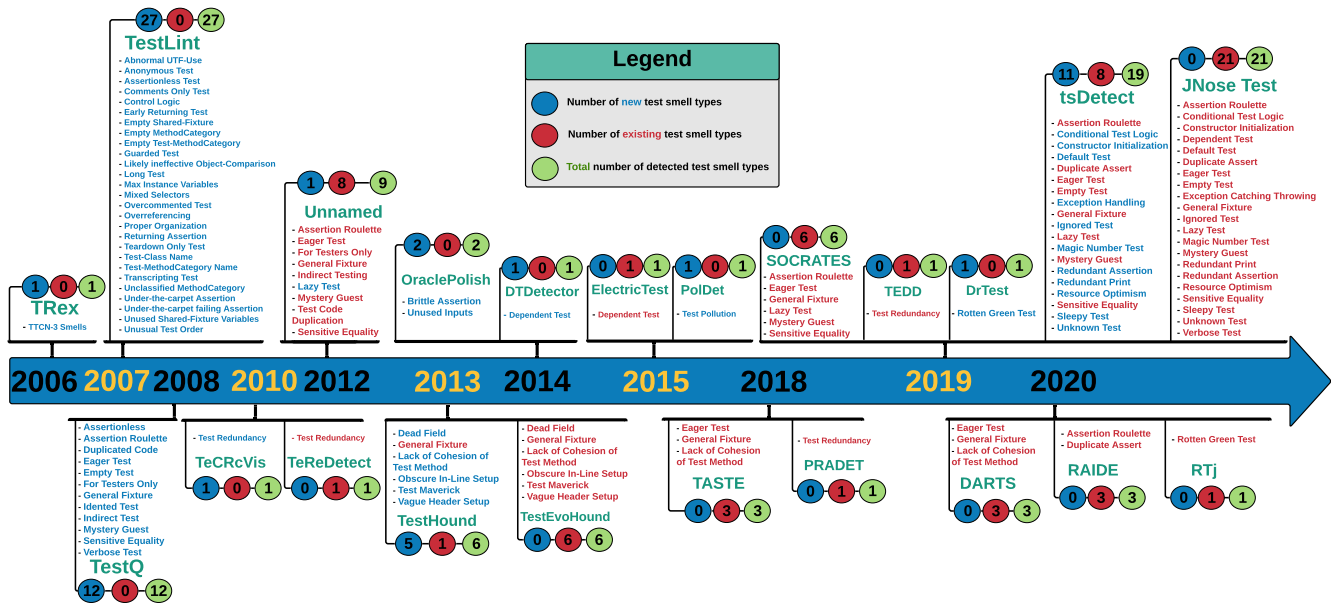 27 0 27
TestLint
- Abnormal UTF-Use
- Anonymous Test
- Assertionless Test
- Comments Only Test
- Control Logic
- Early Returning Test
- Empty Shared-Fixture
- Empty MethodCategory
- Empty Test-MethodCategory
- Guarded Test
- Likely ineffective Object-Comparison
- Long Test
- Max Instance Variables
- Mixed Selectors
- Overcommented Test
- Overreferencing
- Proper Organization
- Returning Assertion
- Teardown Only Test
- Test-Class Name
- Test-MethodCategory Name
- Transcripting Test
- Unclassified MethodCategory
- Under-the-carpet Assertion
- Under-the-carpet failing Assertion
- Unused Shared-Fixture Variables
- Unusual Test Order
1 0 1
TRex
- TTCN-3 Smells
1 8 9
Unnamed
- Assertion Roulette
- Eager Test
- For Testers Only
- General Fixture
- Indirect Testing
- Lazy Test
- Mystery Guest
- Test Code
Duplication
- Sensitive Equality
2 0 2
OraclePolish
- Brittle Assertion
- Unused Inputs
Legend
Number of new test smell types
Number of existing test smell types
Total number of detected test smell types
1 0 1
DTDetector
- Dependent Test
0 1 1
ElectricTest
- Dependent Test
1 0 1
PolDet
- Test Pollution
0 6 6
SOCRATES
- Assertion Roulette
- Eager Test
- General Fixture
- Lazy Test
- Mystery Guest
- Sensitive Equality
0 1 1
TEDD
- Test Redundancy
1 0 1
DrTest
- Rotten Green Test
11 8 19
tsDetect
- Assertion Roulette
- Conditional Test Logic
- Constructor Initialization
- Default Test
- Duplicate Assert
- Eager Test
- Empty Test
- Exception Handling
- General Fixture
- Ignored Test
- Lazy Test
- Magic Number Test
- Mystery Guest
- Redundant Assertion
- Redundant Print
- Resource Optimism
- Sensitive Equality
- Sleepy Test
- Unknown Test
0 21 21
JNose Test
- Assertion Roulette
- Conditional Test Logic
- Constructor Initialization
- Dependent Test
- Default Test
- Duplicate Assert
- Eager Test
- Empty Test
- Exception Catching Throwing
- General Fixture
- Ignored Test
- Lazy Test
- Magic Number Test
- Mystery Guest
- Redundant Print
- Redundant Assertion
- Resource Optimism
- Sensitive Equality
- Sleepy Test
- Unknown Test
- Verbose Test
2006 2007 2008 2010 2012 2013 2014 2015 2018 2019 2020
- Assertionless
- Assertion Roulette
- Duplicated Code
- Eager Test
- Empty Test
- For Testers Only
- General Fixture
- Idented Test
- Indirect Test
- Mystery Guest
- Sensitive Equality
- Verbose Test
TestQ
12 0 12
- Test Redundancy
TeCRcVis
1 0 1
- Test Redundancy
TeReDetect
0 1 1
- Dead Field
- General Fixture
- Lack of Cohesion of
Test Method
- Obscure In-Line Setup
- Test Maverick
- Vague Header Setup
TestHound
5 1 6
- Dead Field
- General Fixture
- Lack of Cohesion of
Test Method
- Obscure In-Line Setup
- Test Maverick
- Vague Header Setup
TestEvoHound
0 6 6
- Eager Test
- General Fixture
- Lack of Cohesion
of Test Method
TASTE
0 3 3
- Test Redundancy
PRADET
0 1 1
- Eager Test
- General Fixture
- Lack of Cohesion
of Test Method
DARTS
0 3 3
- Assertion Roulette
- Duplicate Assert
RAIDE
0 3 3
- Rotten Green Test
RTj
0 1 1